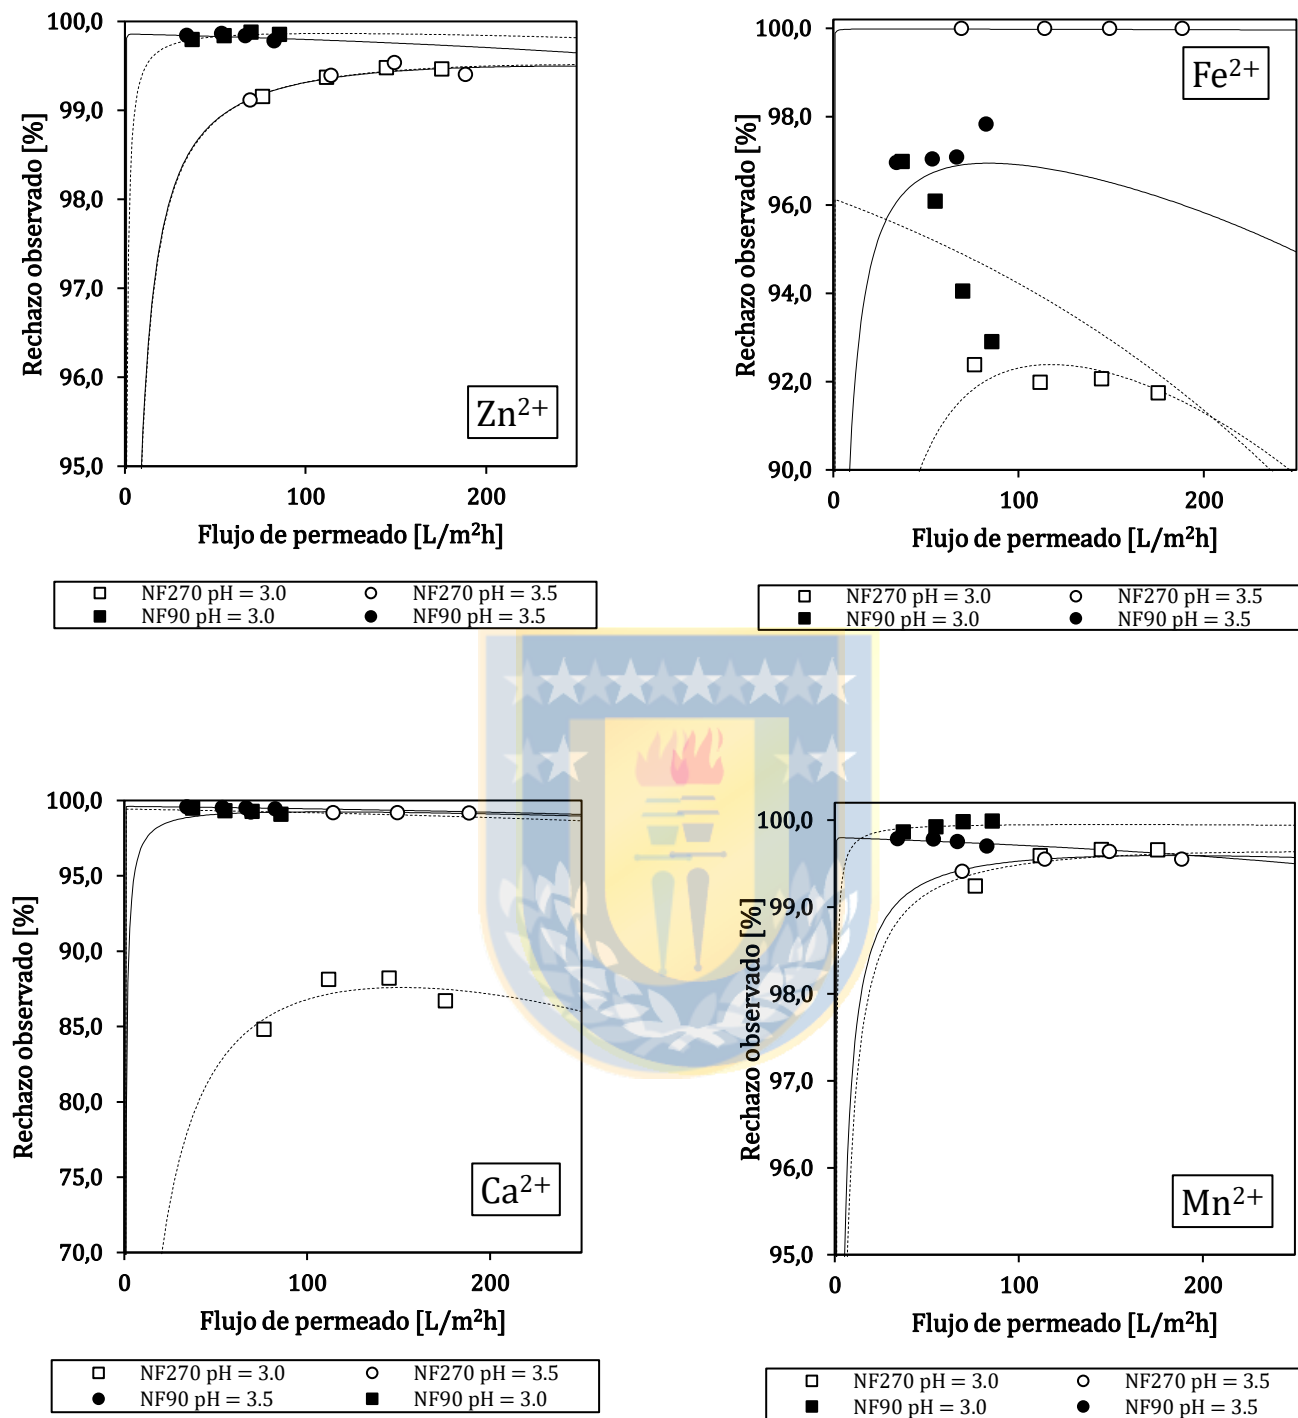 100,0
99,0
98,0
97,0
96,0
95,0
Rechazo observado [%]
Zn²⁺
0 100 200
Flujo de permeado [L/m²h]
NF270 pH = 3.0 NF270 pH = 3.5
NF90 pH = 3.0 NF90 pH = 3.5
100,0
98,0
96,0
94,0
92,0
90,0
Rechazo observado [%]
Fe²⁺
0 100 200
Flujo de permeado [L/m²h]
NF270 pH = 3.0 NF270 pH = 3.5
NF90 pH = 3.0 NF90 pH = 3.5
100,0
95,0
90,0
85,0
80,0
75,0
70,0
Rechazo observado [%]
Ca²⁺
0 100 200
Flujo de permeado [L/m²h]
NF270 pH = 3.0 NF270 pH = 3.5
NF90 pH = 3.5 NF90 pH = 3.0
100,0
99,0
98,0
97,0
96,0
95,0
Rechazo observado [%]
Mn²⁺
0 100 200
Flujo de permeado [L/m²h]
NF270 pH = 3.0 NF270 pH = 3.5
NF90 pH = 3.0 NF90 pH = 3.5